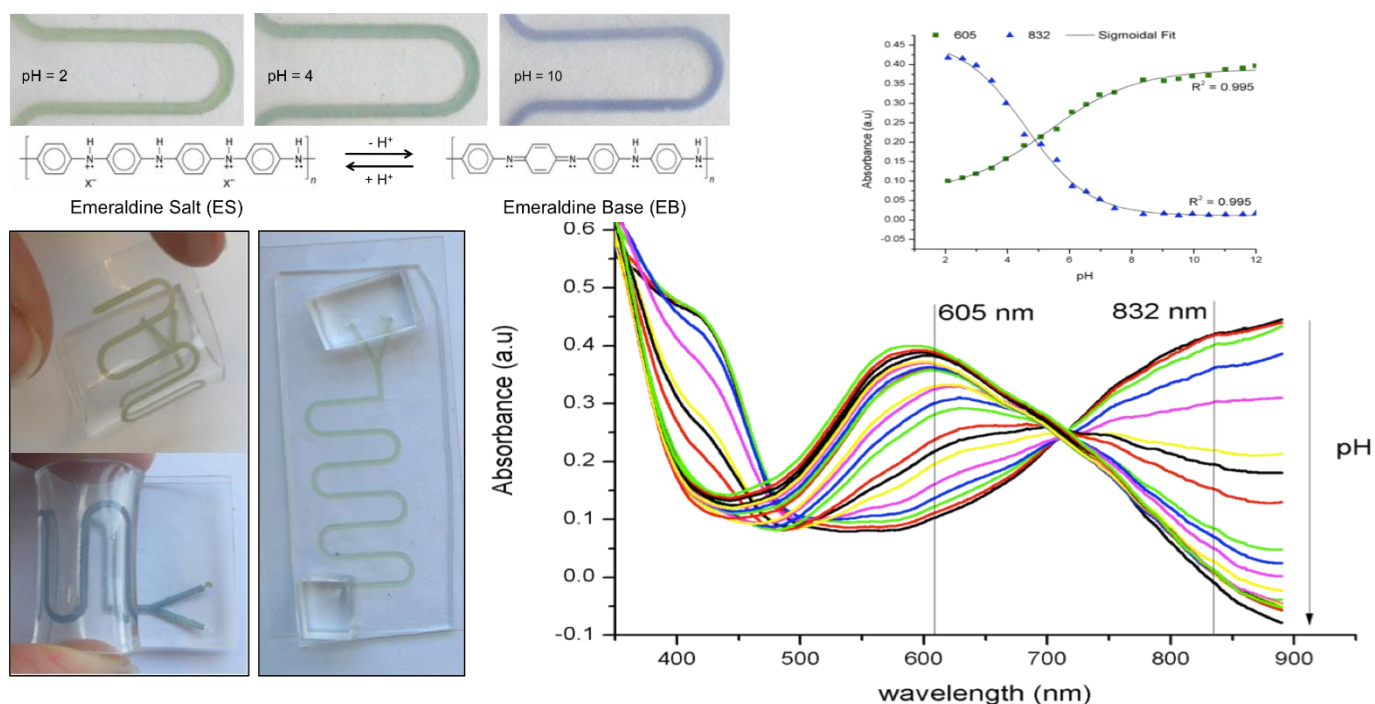 pH = 2
pH = 4
pH = 10
H H H H
N N N N
X⁻ X⁻ n
- H⁺
+ H⁺
H H
N N N N
n
Emeraldine Salt (ES)
Emeraldine Base (EB)
605 832 Sigmoidal Fit
0.45
0.40
0.35
0.30
0.25
0.20
0.15
0.10
0.05
0.00
-0.05
Absorbance (a.u)
R² = 0.995
R² = 0.995
2 4 6 8 10 12
pH
0.6
0.5
0.4
0.3
0.2
0.1
0.0
-0.1
Absorbance (a.u)
605 nm
832 nm
pH
400 500 600 700 800 900
wavelength (nm)